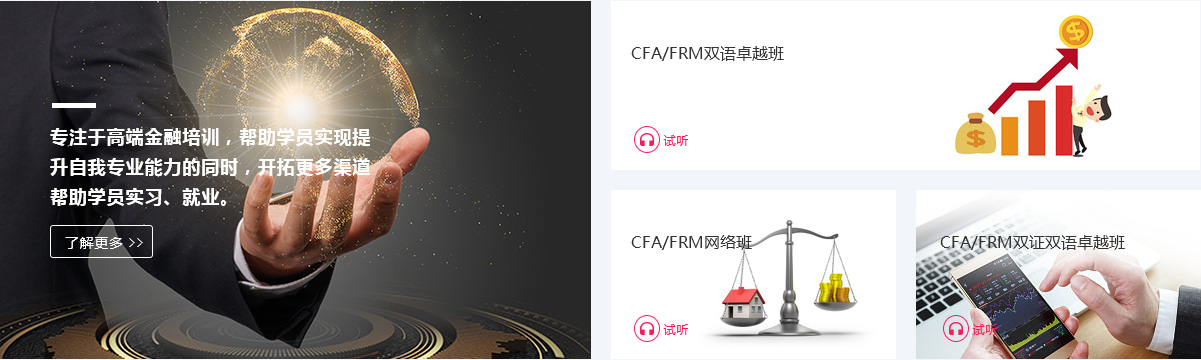 专注于高端金融培训，帮助学员实现提
升自我专业能力的同时，开拓更多渠道
帮助学员实习、就业。
了解更多 >>
CFA/FRM双语卓越班
试听
CFA/FRM网络班
试听
CFA/FRM双证双语卓越班
试听